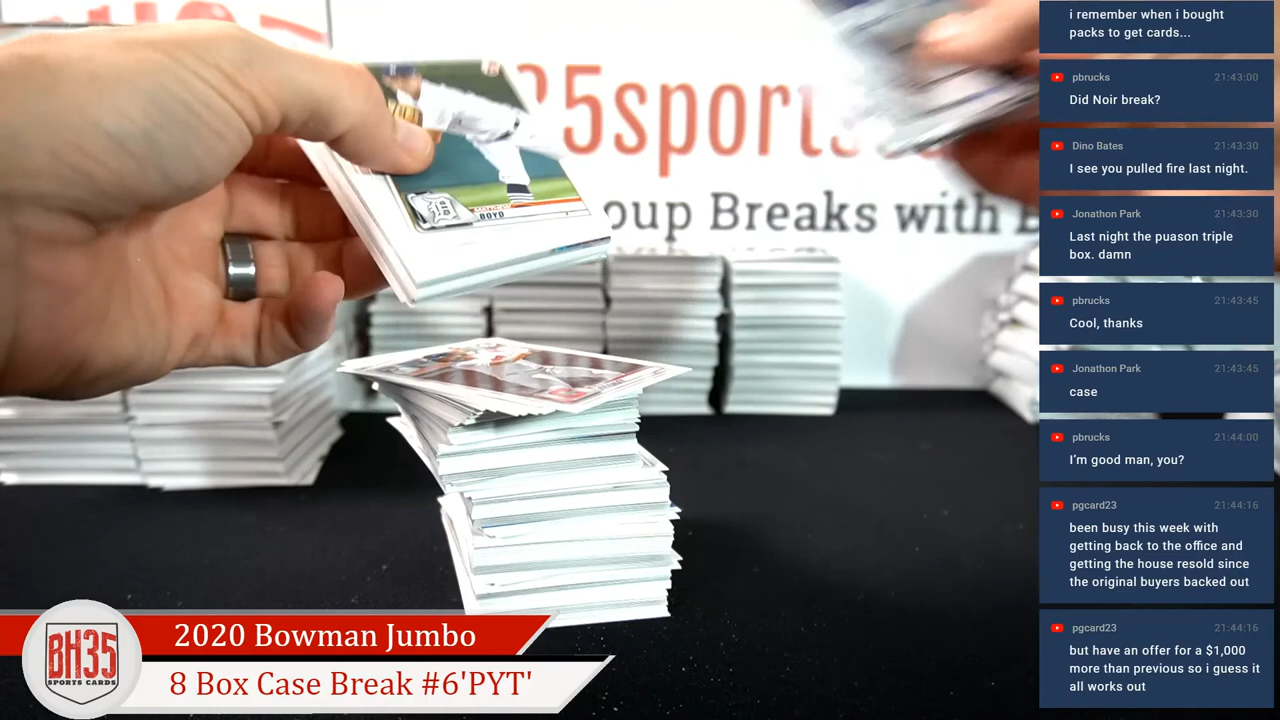 35sports
oup Breaks with B
MATTHEW
BOYD
2020 Bowman Jumbo
8 Box Case Break #6'PYT'
BH35
SPORTS CARDS
i remember when i bought
packs to get cards...
pbrucks 21:43:00
Did Noir break?
Dino Bates 21:43:30
I see you pulled fire last night.
Jonathon Park 21:43:30
Last night the puason triple
box. damn
pbrucks 21:43:45
Cool, thanks
Jonathon Park 21:43:45
case
pbrucks 21:44:00
I'm good man, you?
pgcard23 21:44:16
been busy this week with
getting back to the office and
getting the house resold since
the original buyers backed out
pgcard23 21:44:16
but have an offer for a $1,000
more than previous so i guess it
all works out